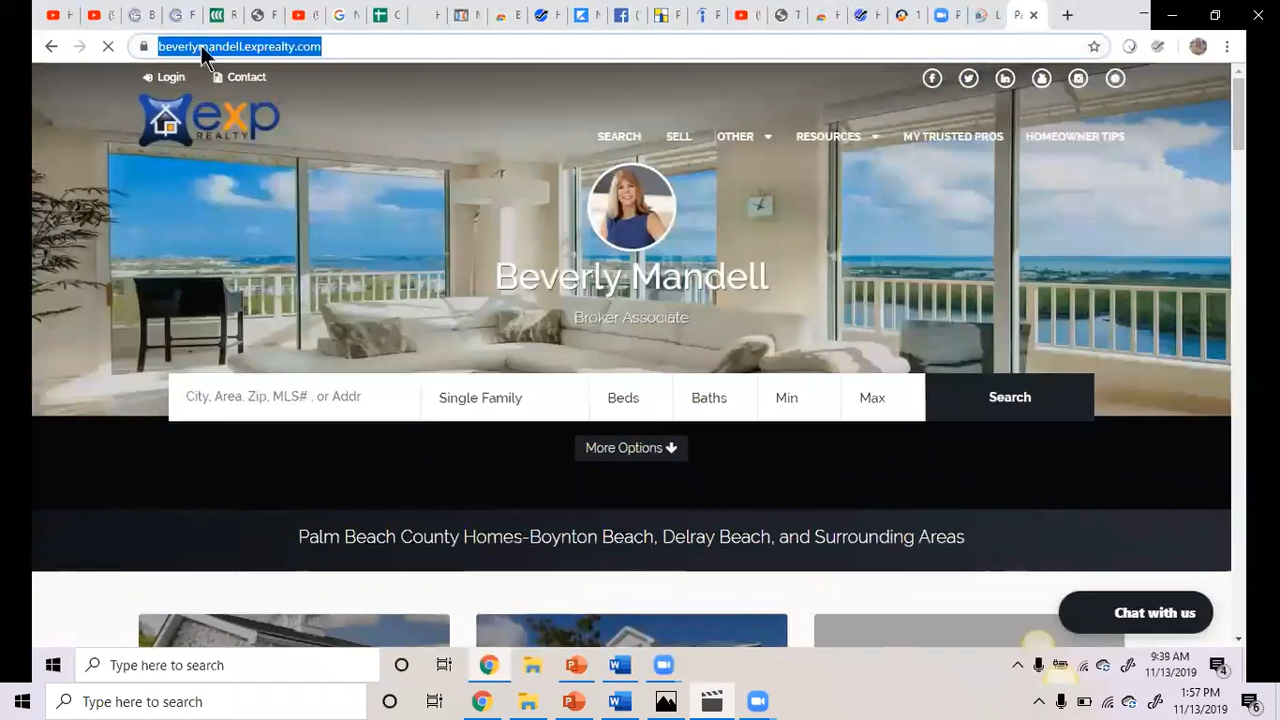 B
F
R
F
G
N
C
H
N
B
H
N
F
F
F
F
S
H
F
L
Pa
beverlymandell.exprealty.com
Login
Contact
exp
REALTY
SEARCH
SELL
OTHER
RESOURCES
MY TRUSTED PROS
HOMEOWNER TIPS
Beverly Mandell
Broker Associate
City, Area, Zip, MLS# , or Addr
Single Family
Beds
Baths
Min
Max
Search
More Options
Palm Beach County Homes-Boynton Beach, Delray Beach, and Surrounding Areas
Chat with us
Type here to search
9:39 AM
11/13/2019
4
Type here to search
1:57 PM
11/13/2019
6